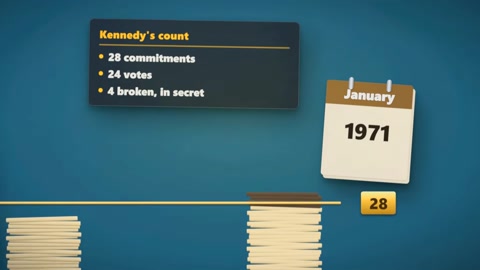 Kennedy's count
28 commitments
24 votes
4 broken, in secret
January
1971
28